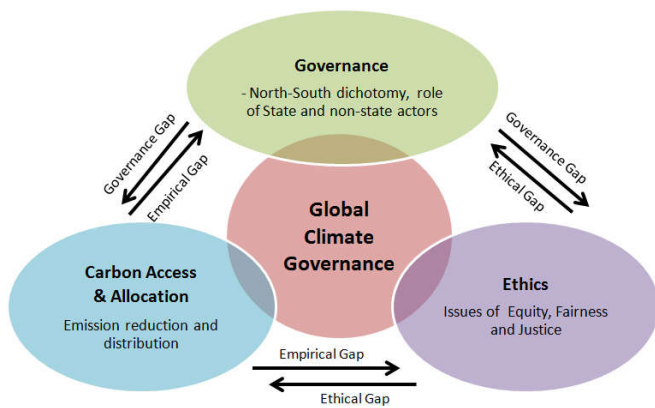 Governance
- North-South dichotomy, role
of State and non-state actors
Governance Gap
Empirical Gap
Governance Gap
Ethical Gap
Global
Climate
Governance
Carbon Access
& Allocation
Emission reduction and
distribution
Ethics
Issues of Equity, Fairness
and Justice
Empirical Gap
Ethical Gap